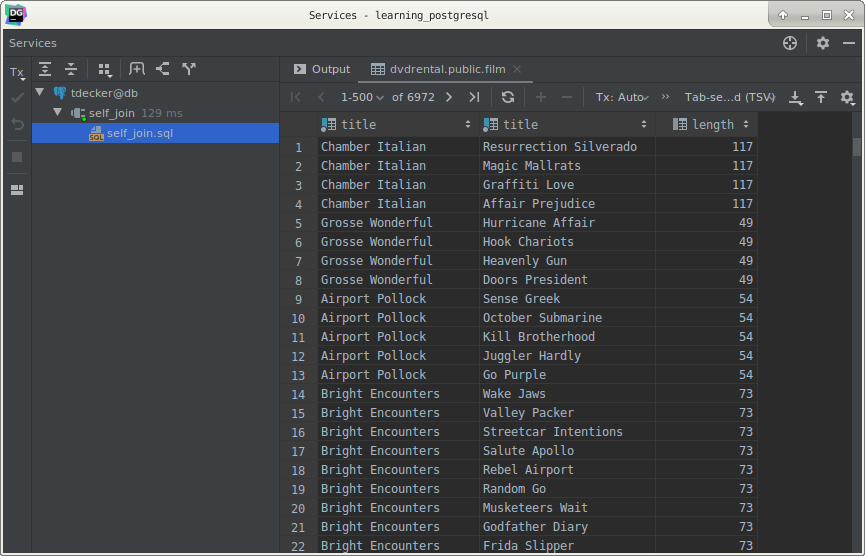 DG
Services - learning_postgresql
Services
Tx
tdecker@db
self_join 129 ms
SQL self_join.sql
Output dvdrental.public.film
1-500 of 6972 Tx: Auto >> Tab-se...d (TSV)
title title length
1 Chamber Italian Resurrection Silverado 117
2 Chamber Italian Magic Mallrats 117
3 Chamber Italian Graffiti Love 117
4 Chamber Italian Affair Prejudice 117
5 Grosse Wonderful Hurricane Affair 49
6 Grosse Wonderful Hook Chariots 49
7 Grosse Wonderful Heavenly Gun 49
8 Grosse Wonderful Doors President 49
9 Airport Pollock Sense Greek 54
10 Airport Pollock October Submarine 54
11 Airport Pollock Kill Brotherhood 54
12 Airport Pollock Juggler Hardly 54
13 Airport Pollock Go Purple 54
14 Bright Encounters Wake Jaws 73
15 Bright Encounters Valley Packer 73
16 Bright Encounters Streetcar Intentions 73
17 Bright Encounters Salute Apollo 73
18 Bright Encounters Rebel Airport 73
19 Bright Encounters Random Go 73
20 Bright Encounters Musketeers Wait 73
21 Bright Encounters Godfather Diary 73
22 Bright Encounters Frida Slipper 73